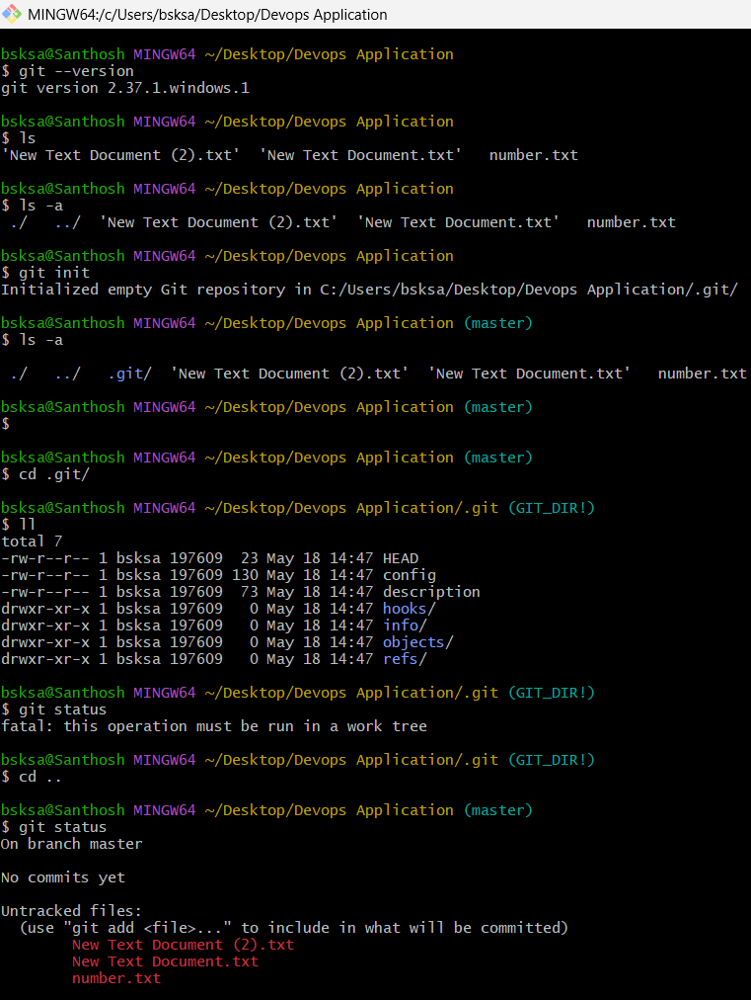 MINGW64:/c/Users/bsksa/Desktop/Devops Application
bsksa@Santhosh MINGW64 ~/Desktop/Devops Application
$ git --version
git version 2.37.1.windows.1
bsksa@Santhosh MINGW64 ~/Desktop/Devops Application
$ ls
'New Text Document (2).txt'  'New Text Document.txt'   number.txt
bsksa@Santhosh MINGW64 ~/Desktop/Devops Application
$ ls -a
./   ../  'New Text Document (2).txt'  'New Text Document.txt'   number.txt
bsksa@Santhosh MINGW64 ~/Desktop/Devops Application
$ git init
Initialized empty Git repository in C:/Users/bsksa/Desktop/Devops Application/.git/
bsksa@Santhosh MINGW64 ~/Desktop/Devops Application (master)
$ ls -a
./   ../   .git/  'New Text Document (2).txt'  'New Text Document.txt'   number.txt
bsksa@Santhosh MINGW64 ~/Desktop/Devops Application (master)
$
bsksa@Santhosh MINGW64 ~/Desktop/Devops Application (master)
$ cd .git/
bsksa@Santhosh MINGW64 ~/Desktop/Devops Application/.git (GIT_DIR!)
$ ll
total 7
-rw-r--r-- 1 bsksa 197609  23 May 18 14:47 HEAD
-rw-r--r-- 1 bsksa 197609 130 May 18 14:47 config
-rw-r--r-- 1 bsksa 197609  73 May 18 14:47 description
drwxr-xr-x 1 bsksa 197609   0 May 18 14:47 hooks/
drwxr-xr-x 1 bsksa 197609   0 May 18 14:47 info/
drwxr-xr-x 1 bsksa 197609   0 May 18 14:47 objects/
drwxr-xr-x 1 bsksa 197609   0 May 18 14:47 refs/
bsksa@Santhosh MINGW64 ~/Desktop/Devops Application/.git (GIT_DIR!)
$ git status
fatal: this operation must be run in a work tree
bsksa@Santhosh MINGW64 ~/Desktop/Devops Application/.git (GIT_DIR!)
$ cd ..
bsksa@Santhosh MINGW64 ~/Desktop/Devops Application (master)
$ git status
On branch master
No commits yet
Untracked files:
(use "git add <file>..." to include in what will be committed)
New Text Document (2).txt
New Text Document.txt
number.txt